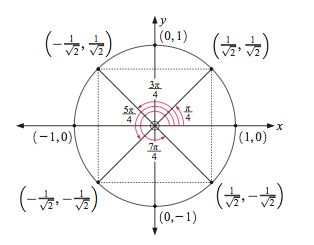 y
(-1/√2, 1/√2) (0,1) (1/√2, 1/√2)
3π/4
5π/4 π/4
(-1,0) (1,0) x
7π/4
(-1/√2, -1/√2) (0,-1) (1/√2, -1/√2)